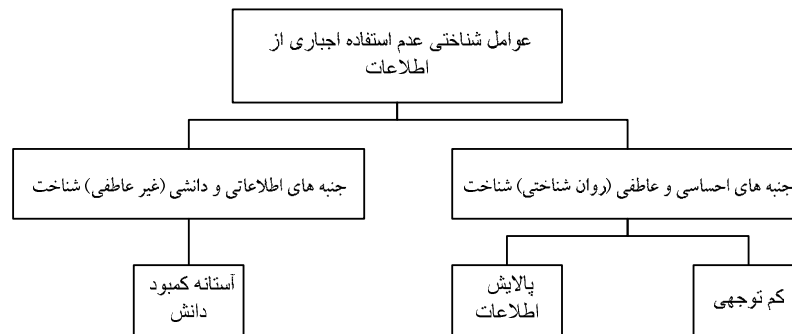 عوامل شناختی عدم استفاده اجباری از
اطلاعات
جنبه های احساسی و عاطفی (روان شناختی) شناخت
جنبه های اطلاعاتی و دانشی (غیر عاطفی) شناخت
کم توجهی
پالایش
اطلاعات
آستانه کمبود
دانش